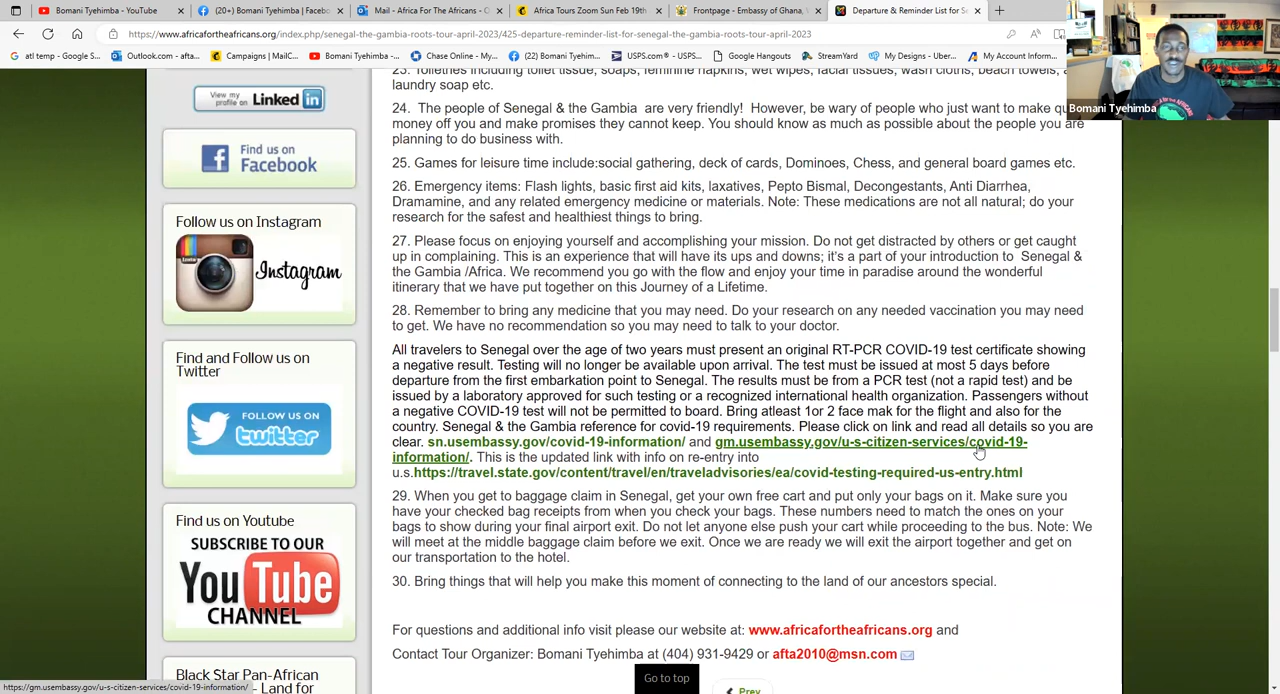 Bomani Tyehimba - YouTube
(20+) Bomani Tyehimba | Faceb
Mail - Africa For The Africans - O
Africa Tours Zoom Sun Feb 19th
Frontpage - Embassy of Ghana, W
Departure & Reminder List for Se
https://www.africafortheafricans.org/index.php/senegal-the-gambia-roots-tour-april-2023/425-departure-reminder-list-for-senegal-the-gambia-roots-tour-april-2023
atl temp - Google S...
Outlook.com - afta...
Campaigns | MailC...
Bomani Tyehimba -...
Chase Online - My...
(22) Bomani Tyehim...
USPS.com® - USPS...
Google Hangouts
StreamYard
My Designs - Uber...
My Account Inform...
Bomani Tyehimba
View my profile on LinkedIn
Find us on
Facebook
Follow us on Instagram
Instagram
Find and Follow us on
Twitter
FOLLOW US ON
twitter
Find us on Youtube
SUBSCRIBE TO OUR
YouTube
CHANNEL
Black Star Pan-African
- Land for
23. Toiletries including toilet tissue, soaps, feminine napkins, wet wipes, facial tissues, wash cloths, beach towels,
laundry soap etc.
24. The people of Senegal & the Gambia are very friendly! However, be wary of people who just want to make qu
money off you and make promises they cannot keep. You should know as much as possible about the people you are
planning to do business with.
25. Games for leisure time include:social gathering, deck of cards, Dominoes, Chess, and general board games etc.
26. Emergency items: Flash lights, basic first aid kits, laxatives, Pepto Bismal, Decongestants, Anti Diarrhea,
Dramamine, and any related emergency medicine or materials. Note: These medications are not all natural; do your
research for the safest and healthiest things to bring.
27. Please focus on enjoying yourself and accomplishing your mission. Do not get distracted by others or get caught
up in complaining. This is an experience that will have its ups and downs; it's a part of your introduction to Senegal &
the Gambia /Africa. We recommend you go with the flow and enjoy your time in paradise around the wonderful
itinerary that we have put together on this Journey of a Lifetime.
28. Remember to bring any medicine that you may need. Do your research on any needed vaccination you may need
to get. We have no recommendation so you may need to talk to your doctor.
All travelers to Senegal over the age of two years must present an original RT-PCR COVID-19 test certificate showing
a negative result. Testing will no longer be available upon arrival. The test must be issued at most 5 days before
departure from the first embarkation point to Senegal. The results must be from a PCR test (not a rapid test) and be
issued by a laboratory approved for such testing or a recognized international health organization. Passengers without
a negative COVID-19 test will not be permitted to board. Bring atleast 1or 2 face mak for the flight and also for the
country. Senegal & the Gambia reference for covid-19 requirements. Please click on link and read all details so you are
clear. sn.usembassy.gov/covid-19-information/ and gm.usembassy.gov/u-s-citizen-services/covid-19-
information/. This is the updated link with info on re-entry into
u.s.https://travel.state.gov/content/travel/en/traveladvisories/ea/covid-testing-required-us-entry.html
29. When you get to baggage claim in Senegal, get your own free cart and put only your bags on it. Make sure you
have your checked bag receipts from when you check your bags. These numbers need to match the ones on your
bags to show during your final airport exit. Do not let anyone else push your cart while proceeding to the bus. Note: We
will meet at the middle baggage claim before we exit. Once we are ready we will exit the airport together and get on
our transportation to the hotel.
30. Bring things that will help you make this moment of connecting to the land of our ancestors special.
For questions and additional info visit please our website at: www.africafortheafricans.org and
Contact Tour Organizer: Bomani Tyehimba at (404) 931-9429 or afta2010@msn.com
Go to top
Prev
https://gm.usembassy.gov/u-s-citizen-services/covid-19-information/